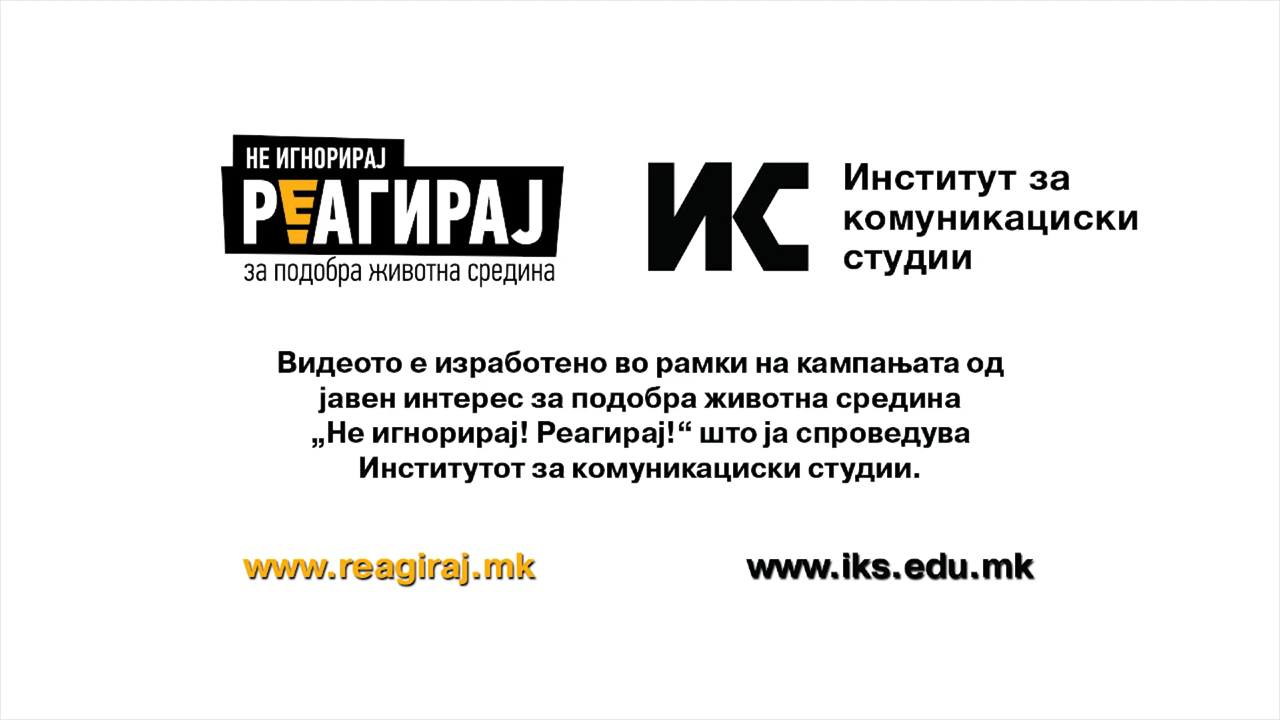 НЕ ИГНОРИРАЈ
РЕАГИРАЈ
за подобра животна средина
ИК
Институт за
комуникациски
студии
Видеото е изработено во рамки на кампањата од
јавен интерес за подобра животна средина
„Не игнорирај! Реагирај!“ што ја спроведува
Институтот за комуникациски студии.
www.reagiraj.mk
www.iks.edu.mk